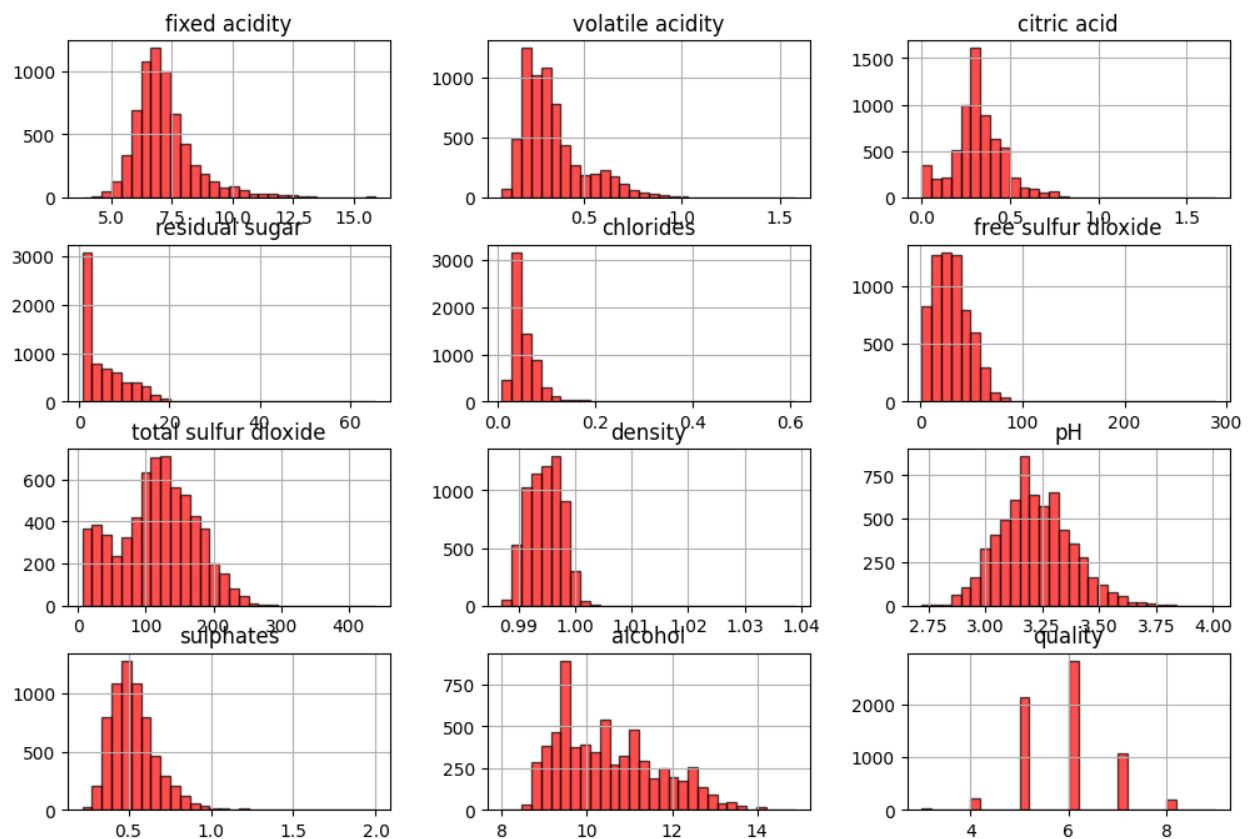 fixed acidity
1000
500
0
5.0 7.5 10.0 12.5 15.0
volatile acidity
1000
500
0
0.5 1.0 1.5
citric acid
1500
1000
500
0
0.0 0.5 1.0 1.5
residual sugar
3000
2000
1000
0
0 20 40 60
chlorides
3000
2000
1000
0
0.0 0.2 0.4 0.6
free sulfur dioxide
1000
500
0
0 100 200 300
total sulfur dioxide
600
400
200
0
0 100 200 300 400
density
1000
500
0
0.99 1.00 1.01 1.02 1.03 1.04
pH
750
500
250
0
2.75 3.00 3.25 3.50 3.75 4.00
sulphates
1000
500
0
0.5 1.0 1.5 2.0
alcohol
750
500
250
0
8 10 12 14
quality
2000
1000
0
4 6 8